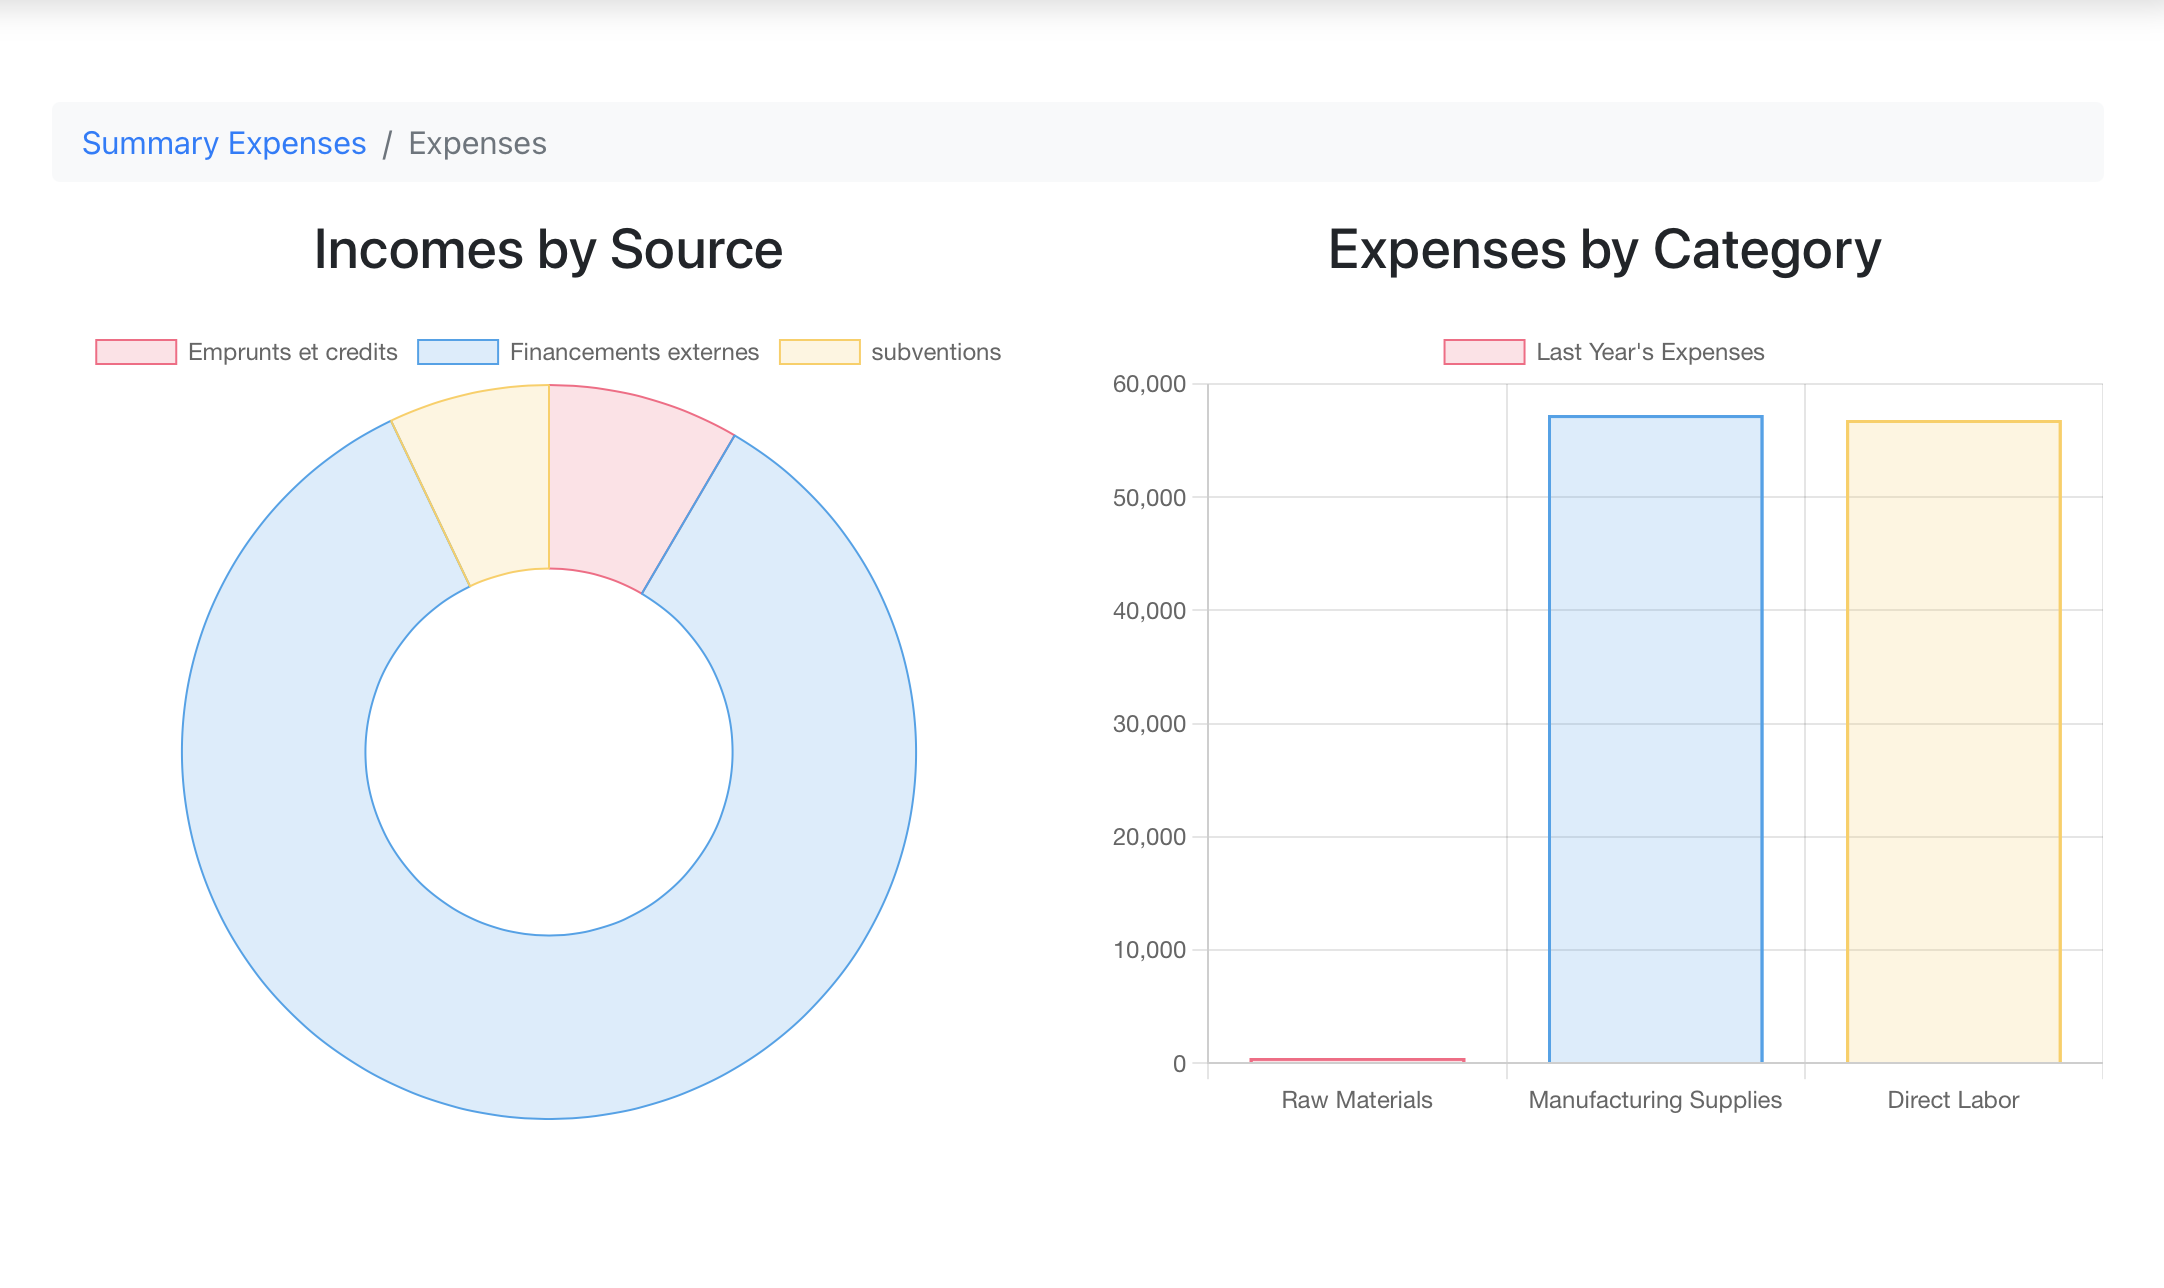 Summary Expenses / Expenses
Incomes by Source
Emprunts et credits
Financements externes
subventions
Expenses by Category
Last Year's Expenses
60,000
50,000
40,000
30,000
20,000
10,000
0
Raw Materials
Manufacturing Supplies
Direct Labor